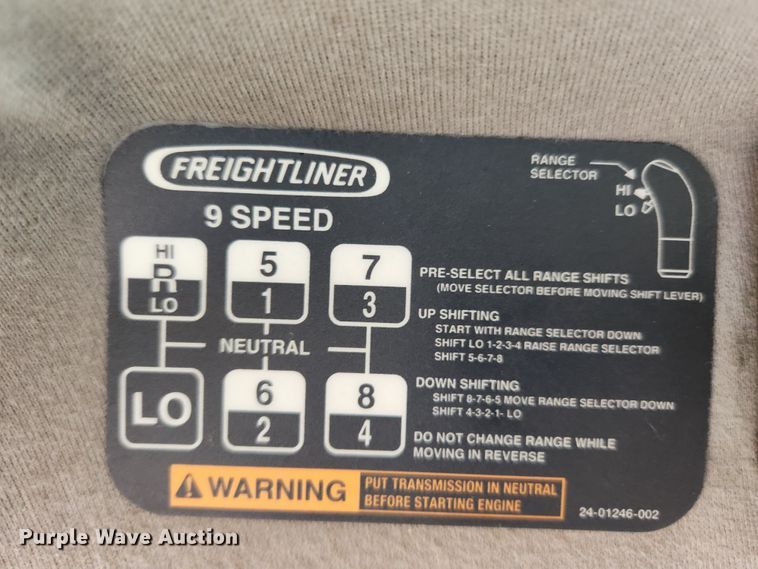 FREIGHTLINER
9 SPEED
RANGE
SELECTOR
HI
LO
HI
R
LO
5
1
7
3
NEUTRAL
LO
6
2
8
4
PRE-SELECT ALL RANGE SHIFTS
(MOVE SELECTOR BEFORE MOVING SHIFT LEVER)
UP SHIFTING
START WITH RANGE SELECTOR DOWN
SHIFT LO 1-2-3-4 RAISE RANGE SELECTOR
SHIFT 5-6-7-8
DOWN SHIFTING
SHIFT 8-7-6-5 MOVE RANGE SELECTOR DOWN
SHIFT 4-3-2-1- LO
DO NOT CHANGE RANGE WHILE
MOVING IN REVERSE
WARNING
PUT TRANSMISSION IN NEUTRAL
BEFORE STARTING ENGINE
24-01246-002
Purple Wave Auction